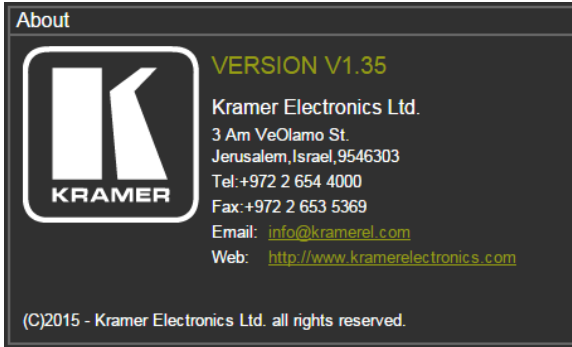 About
VERSION V1.35
Kramer Electronics Ltd.
3 Am VeOlamo St.
Jerusalem,Israel,9546303
Tel:+972 2 654 4000
Fax:+972 2 653 5369
Email: info@kramerel.com
Web: http://www.kramerelectronics.com
KRAMER
(C)2015 - Kramer Electronics Ltd. all rights reserved.